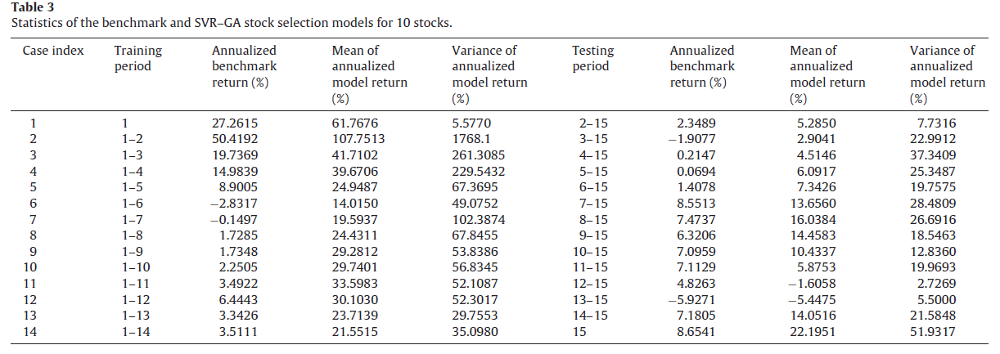 Table 3
Statistics of the benchmark and SVR–GA stock selection models for 10 stocks.
Case index Training Annualized Mean of Variance of Testing Annualized Mean of Variance of
period benchmark annualized annualized period benchmark annualized annualized
return (%) model return model return return (%) model return model return
(%) (%) (%) (%)
1 1 27.2615 61.7676 5.5770 2–15 2.3489 5.2850 7.7316
2 1–2 50.4192 107.7513 1768.1 3–15 −1.9077 2.9041 22.9912
3 1–3 19.7369 41.7102 261.3085 4–15 0.2147 4.5146 37.3409
4 1–4 14.9839 39.6706 229.5432 5–15 0.0694 6.0917 25.3487
5 1–5 8.9005 24.9487 67.3695 6–15 1.4078 7.3426 19.7575
6 1–6 −2.8317 14.0150 49.0752 7–15 8.5513 13.6560 28.4809
7 1–7 −0.1497 19.5937 102.3874 8–15 7.4737 16.0384 26.6916
8 1–8 1.7285 24.4311 67.8455 9–15 6.3206 14.4583 18.5463
9 1–9 1.7348 29.2812 53.8386 10–15 7.0959 10.4337 12.8360
10 1–10 2.2505 29.7401 56.8345 11–15 7.1129 5.8753 19.9693
11 1–11 3.4922 33.5983 52.1087 12–15 4.8263 −1.6058 2.7269
12 1–12 6.4443 30.1030 52.3017 13–15 −5.9271 −5.4475 5.5000
13 1–13 3.3426 23.7139 29.7553 14–15 7.1805 14.0516 21.5848
14 1–14 3.5111 21.5515 35.0980 15 8.6541 22.1951 51.9317